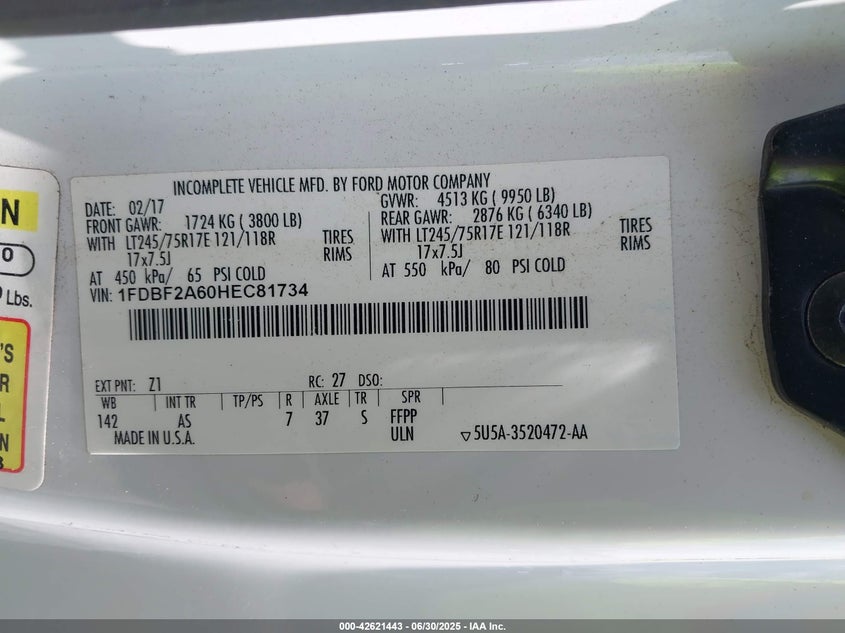 INCOMPLETE VEHICLE MFD. BY FORD MOTOR COMPANY
DATE: 02/17
FRONT GAWR: 1724 KG ( 3800 LB)
WITH LT245/75R17E 121/118R TIRES
17x7.5J RIMS
AT 450 kPa/ 65 PSI COLD
GVWR: 4513 KG ( 9950 LB)
REAR GAWR: 2876 KG ( 6340 LB)
WITH LT245/75R17E 121/118R TIRES
17x7.5J RIMS
AT 550 kPa/ 80 PSI COLD
VIN: 1FDBF2A60HEC81734
EXT PNT: Z1 RC: 27 DSO:
WB INT TR TP/PS R AXLE TR SPR
142 AS 7 37 S FFPP
MADE IN U.S.A. ULN ▽5U5A-3520472-AA
N
0
Lbs.
'S
R
L
N
000-42621443 - 06/30/2025 - IAA Inc.